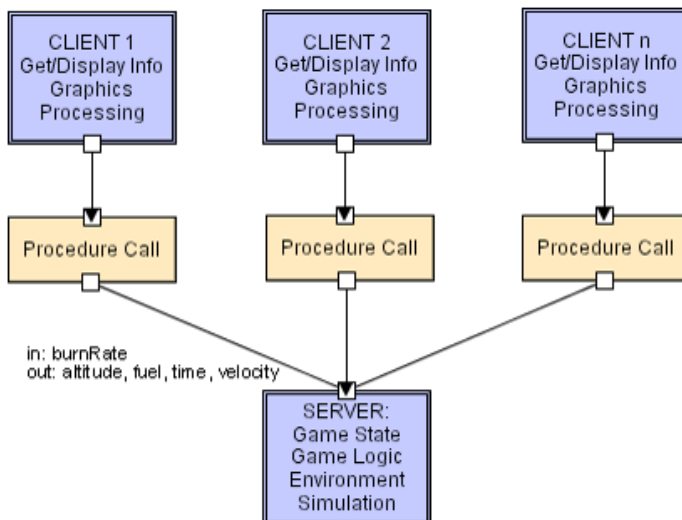 CLIENT 1
Get/Display Info
Graphics
Processing
CLIENT 2
Get/Display Info
Graphics
Processing
CLIENT n
Get/Display Info
Graphics
Processing
Procedure Call
Procedure Call
Procedure Call
in: burnRate
out: altitude, fuel, time, velocity
SERVER:
Game State
Game Logic
Environment
Simulation